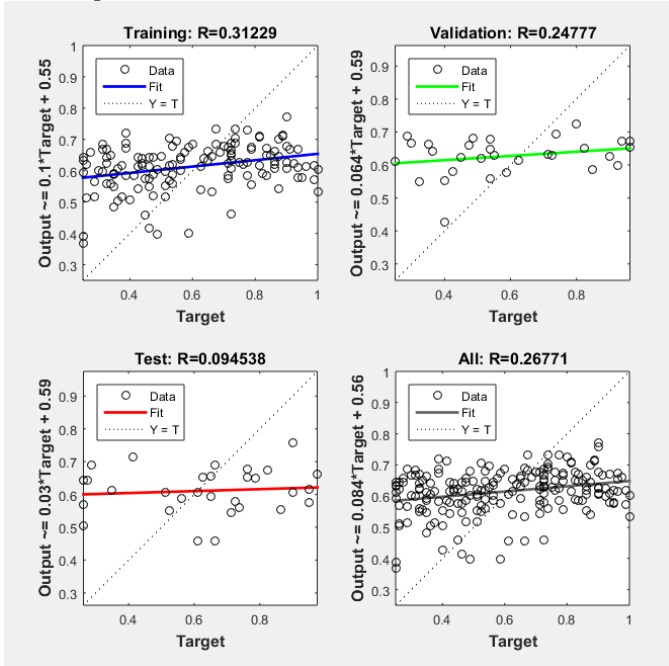 Training: R=0.31229
Output ~= 0.1*Target + 0.55
1
0.9
0.8
0.7
0.6
0.5
0.4
0.3
Data
Fit
Y = T
0.4
0.6
0.8
1
Target
Validation: R=0.24777
Output ~= 0.064*Target + 0.59
0.9
0.8
0.7
0.6
0.5
0.4
0.3
Data
Fit
Y = T
0.4
0.6
0.8
Target
Test: R=0.094538
Output ~= 0.03*Target + 0.59
0.9
0.8
0.7
0.6
0.5
0.4
0.3
Data
Fit
Y = T
0.4
0.6
0.8
Target
All: R=0.26771
Output ~= 0.084*Target + 0.56
1
0.9
0.8
0.7
0.6
0.5
0.4
0.3
Data
Fit
Y = T
0.4
0.6
0.8
1
Target